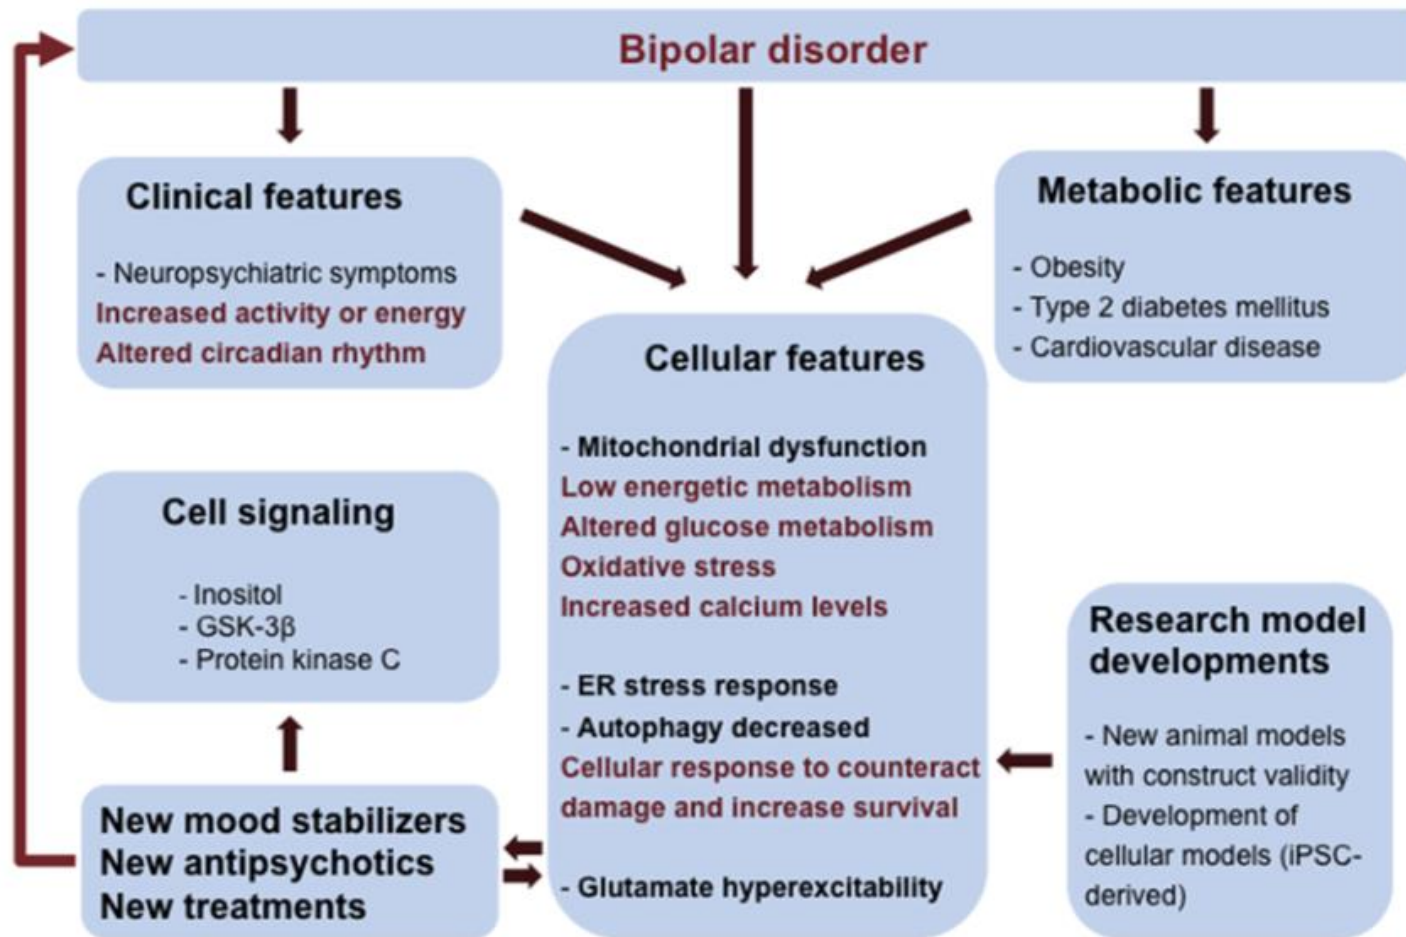 Bipolar disorder
Clinical features
- Neuropsychiatric symptoms
Increased activity or energy
Altered circadian rhythm
Metabolic features
- Obesity
- Type 2 diabetes mellitus
- Cardiovascular disease
Cellular features
- Mitochondrial dysfunction
Low energetic metabolism
Altered glucose metabolism
Oxidative stress
Increased calcium levels
- ER stress response
- Autophagy decreased
Cellular response to counteract
damage and increase survival
- Glutamate hyperexcitability
Cell signaling
- Inositol
- GSK-3β
- Protein kinase C
Research model
developments
- New animal models
with construct validity
- Development of
cellular models (iPSC-
derived)
New mood stabilizers
New antipsychotics
New treatments